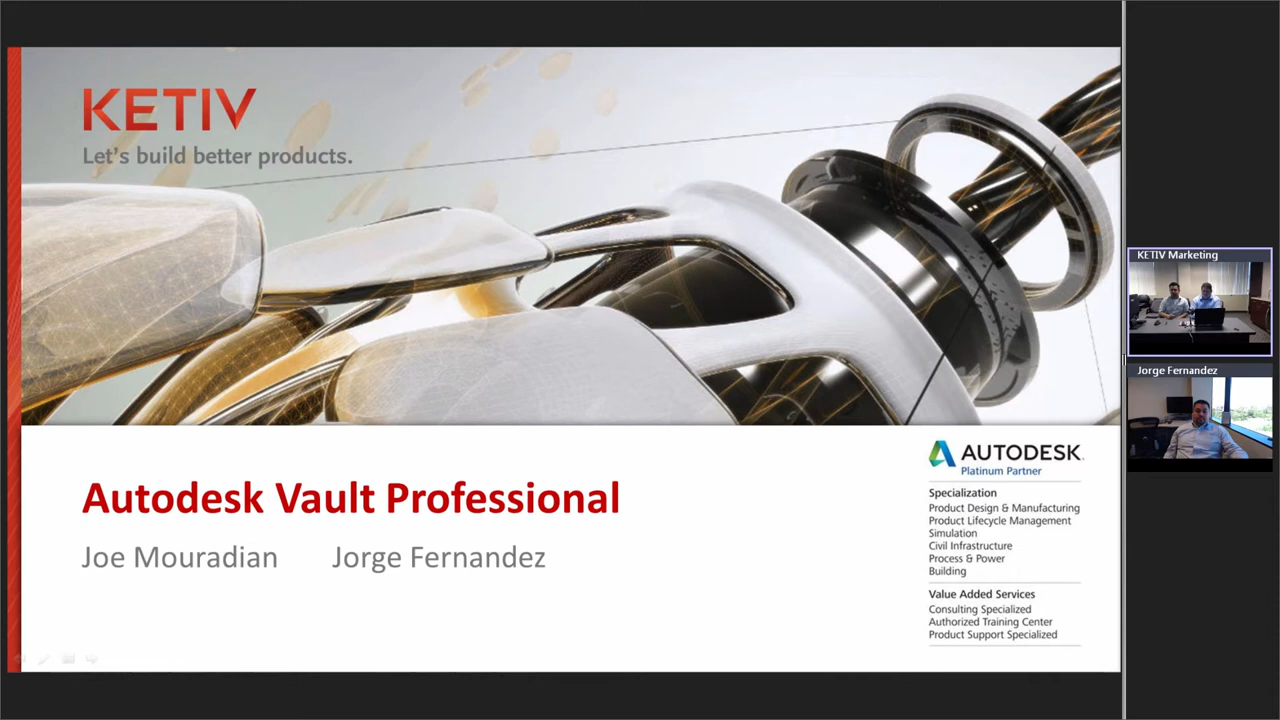 KETIV
Let's build better products.
Autodesk Vault Professional
Joe Mouradian Jorge Fernandez
AUTODESK
Platinum Partner
Specialization
Product Design & Manufacturing
Product Lifecycle Management
Simulation
Civil Infrastructure
Process & Power
Building
Value Added Services
Consulting Specialized
Authorized Training Center
Product Support Specialized
KETIV Marketing
Jorge Fernandez